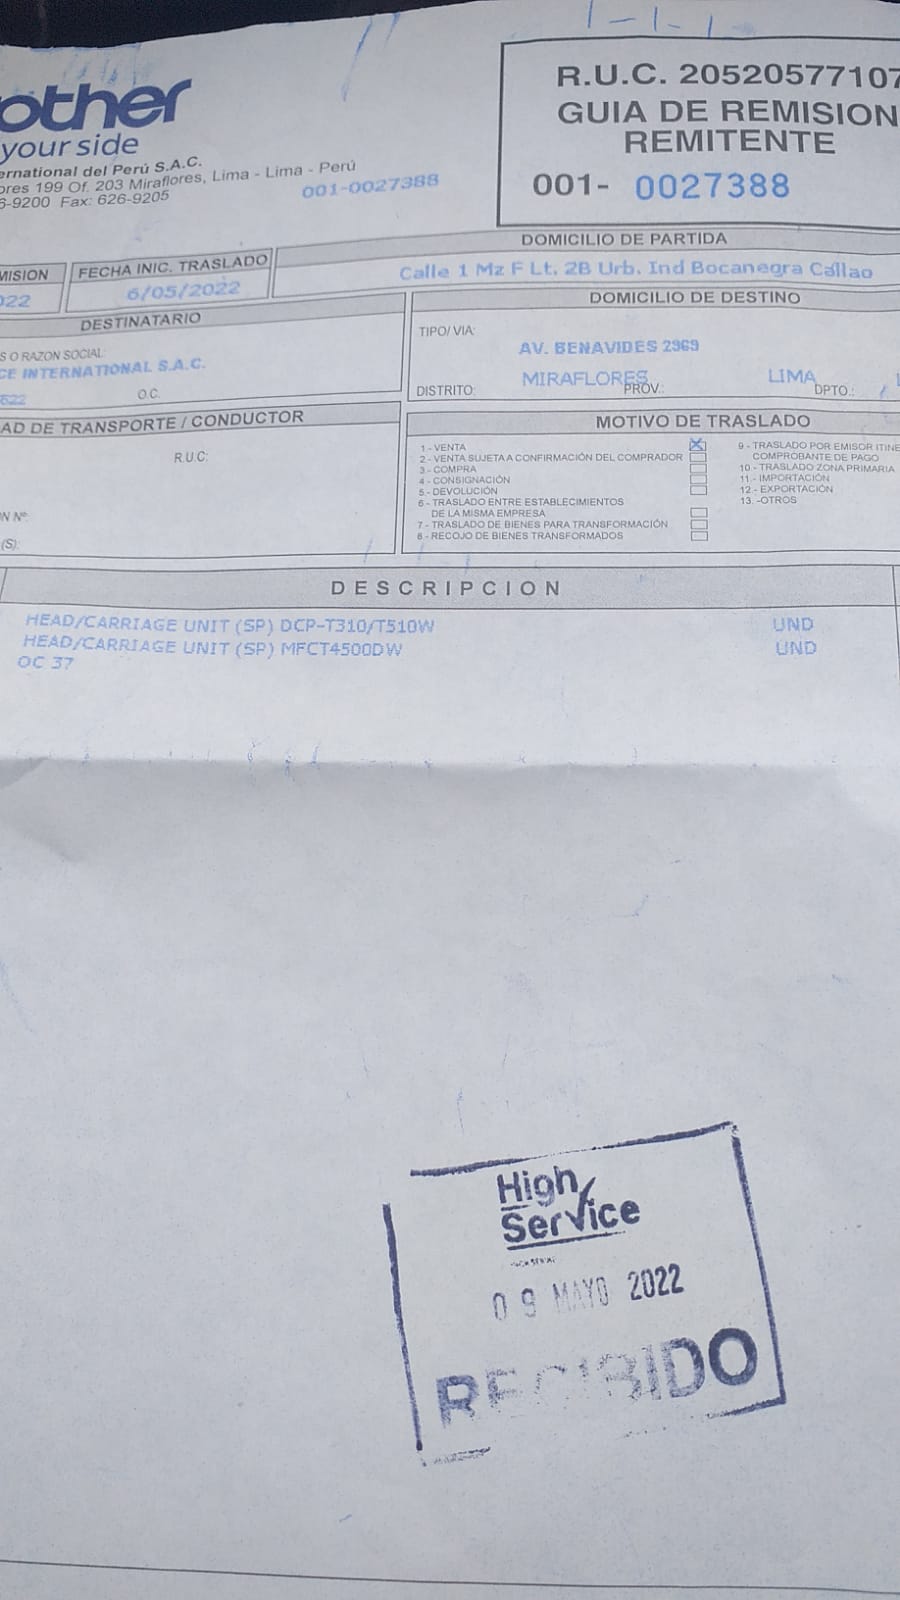 other
your side
ernational del Perú S.A.C.
ores 199 Of. 203 Miraflores, Lima - Lima - Perú
6-9200 Fax: 626-9205
001-0027388
R.U.C. 20520577107
GUIA DE REMISION
REMITENTE
001- 0027388
MISION
022
FECHA INIC. TRASLADO
6/05/2022
DOMICILIO DE PARTIDA
Calle 1 Mz F Lt. 2B Urb. Ind Bocanegra Callao
DESTINATARIO
S O RAZON SOCIAL:
CE INTERNATIONAL S.A.C.
622
O.C.
DOMICILIO DE DESTINO
TIPO/ VIA:
AV. BENAVIDES 2969
MIRAFLORES LIMA
DISTRITO: PROV.: DPTO.:
AD DE TRANSPORTE / CONDUCTOR
R.U.C:
ON Nº:
(S):
MOTIVO DE TRASLADO
1 - VENTA X
2 - VENTA SUJETA A CONFIRMACIÓN DEL COMPRADOR
3 - COMPRA
4 - CONSIGNACIÓN
5 - DEVOLUCIÓN
6 - TRASLADO ENTRE ESTABLECIMIENTOS
DE LA MISMA EMPRESA
7 - TRASLADO DE BIENES PARA TRANSFORMACIÓN
8 - RECOJO DE BIENES TRANSFORMADOS
9 - TRASLADO POR EMISOR ITINE
COMPROBANTE DE PAGO
10. - TRASLADO ZONA PRIMARIA
11 - IMPORTACIÓN
12 - EXPORTACIÓN
13. -OTROS
DESCRIPCION
HEAD/CARRIAGE UNIT (SP) DCP-T310/T510W UND
HEAD/CARRIAGE UNIT (SP) MFCT4500DW UND
OC 37
High
Service
09 MAYO 2022
RECIBIDO